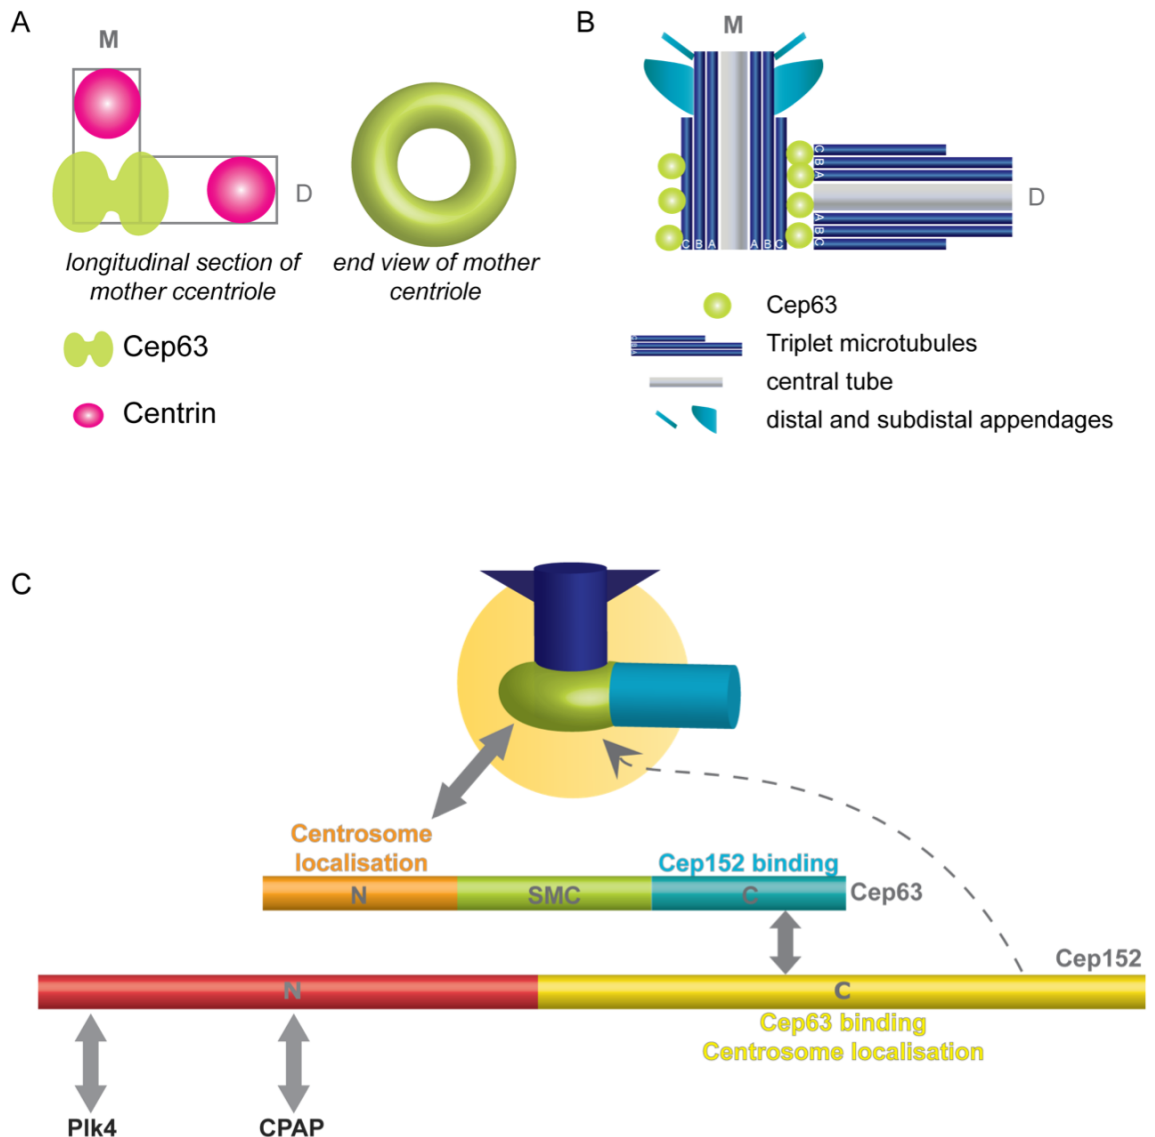 A
M
D
longitudinal section of
mother ccentriole
end view of mother
centriole
Cep63
Centrin
B
M
C
B
A
A
B
C
D
C B A
A B C
Cep63
Triplet microtubules
central tube
distal and subdistal appendages
C
Centrosome
localisation
Cep152 binding
N
SMC
C
Cep63
Cep152
N
C
Cep63 binding
Centrosome localisation
Plk4
CPAP